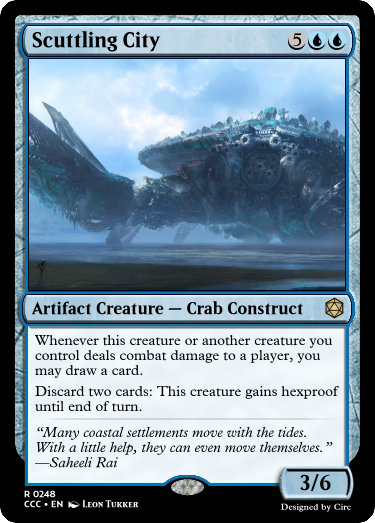 Scuttling City
5
Artifact Creature — Crab Construct
Whenever this creature or another creature you
control deals combat damage to a player, you
may draw a card.
Discard two cards: This creature gains hexproof
until end of turn.
“Many coastal settlements move with the tides.
With a little help, they can even move themselves.”
—Saheeli Rai
3/6
R 0248
CCC • EN Leon Tukker
Designed by Circ